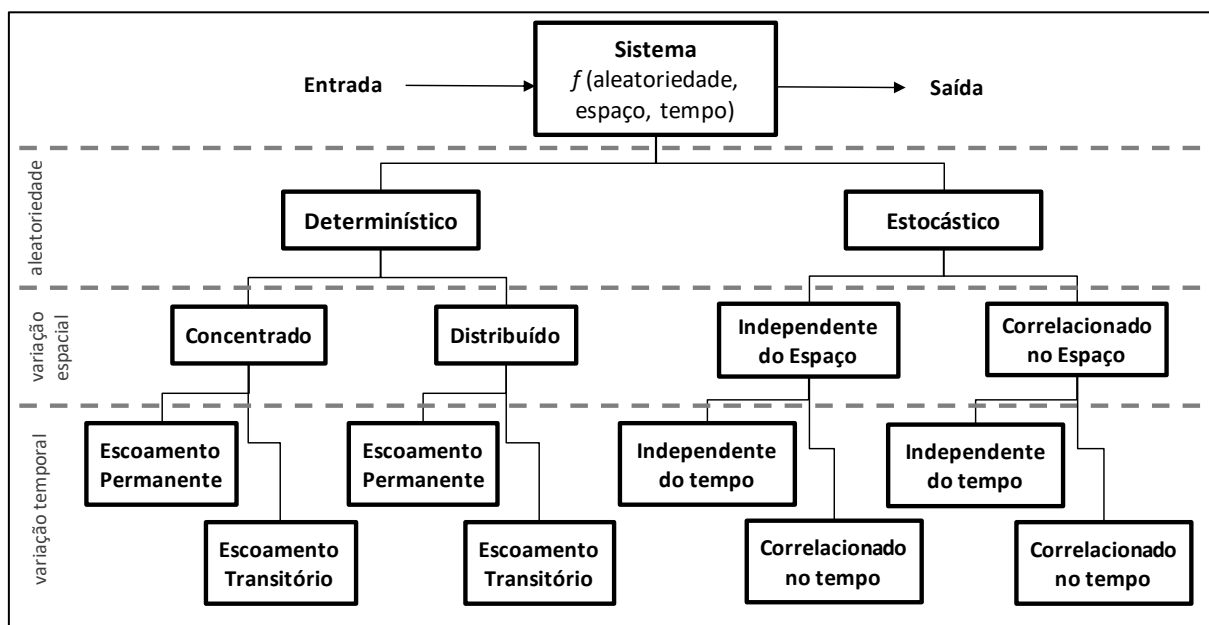 Sistema
f (aleatoriedade,
espaço, tempo)
Entrada
Saída
aleatoriedade
Determinístico
Estocástico
variação
espacial
Concentrado
Distribuído
Independente
do Espaço
Correlacionado
no Espaço
variação temporal
Escoamento
Permanente
Escoamento
Permanente
Independente
do tempo
Independente
do tempo
Escoamento
Transitório
Escoamento
Transitório
Correlacionado
no tempo
Correlacionado
no tempo